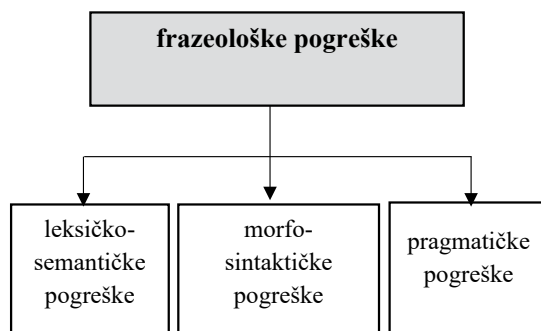 frazeološke pogreške
leksičko-
semantičke
pogreške
morfo-
sintaktičke
pogreške
pragmatičke
pogreške